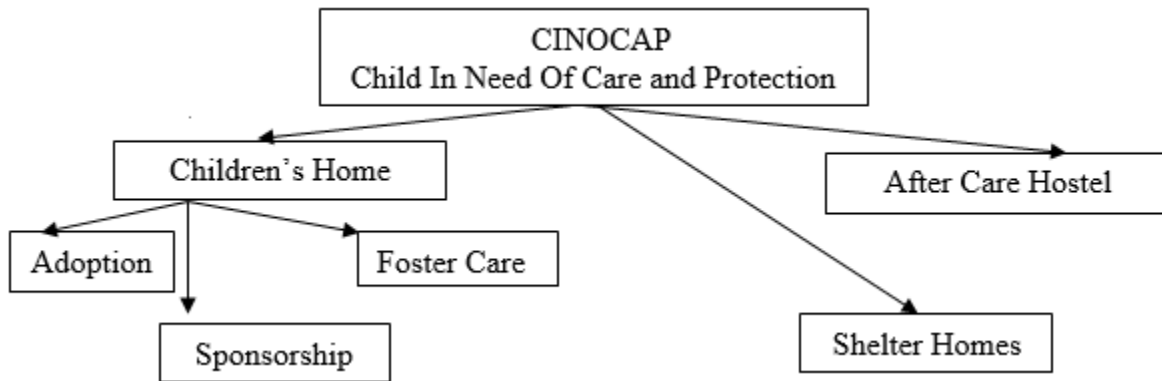 CINOCAP
Child In Need Of Care and Protection
Children's Home
After Care Hostel
Adoption
Foster Care
Sponsorship
Shelter Homes